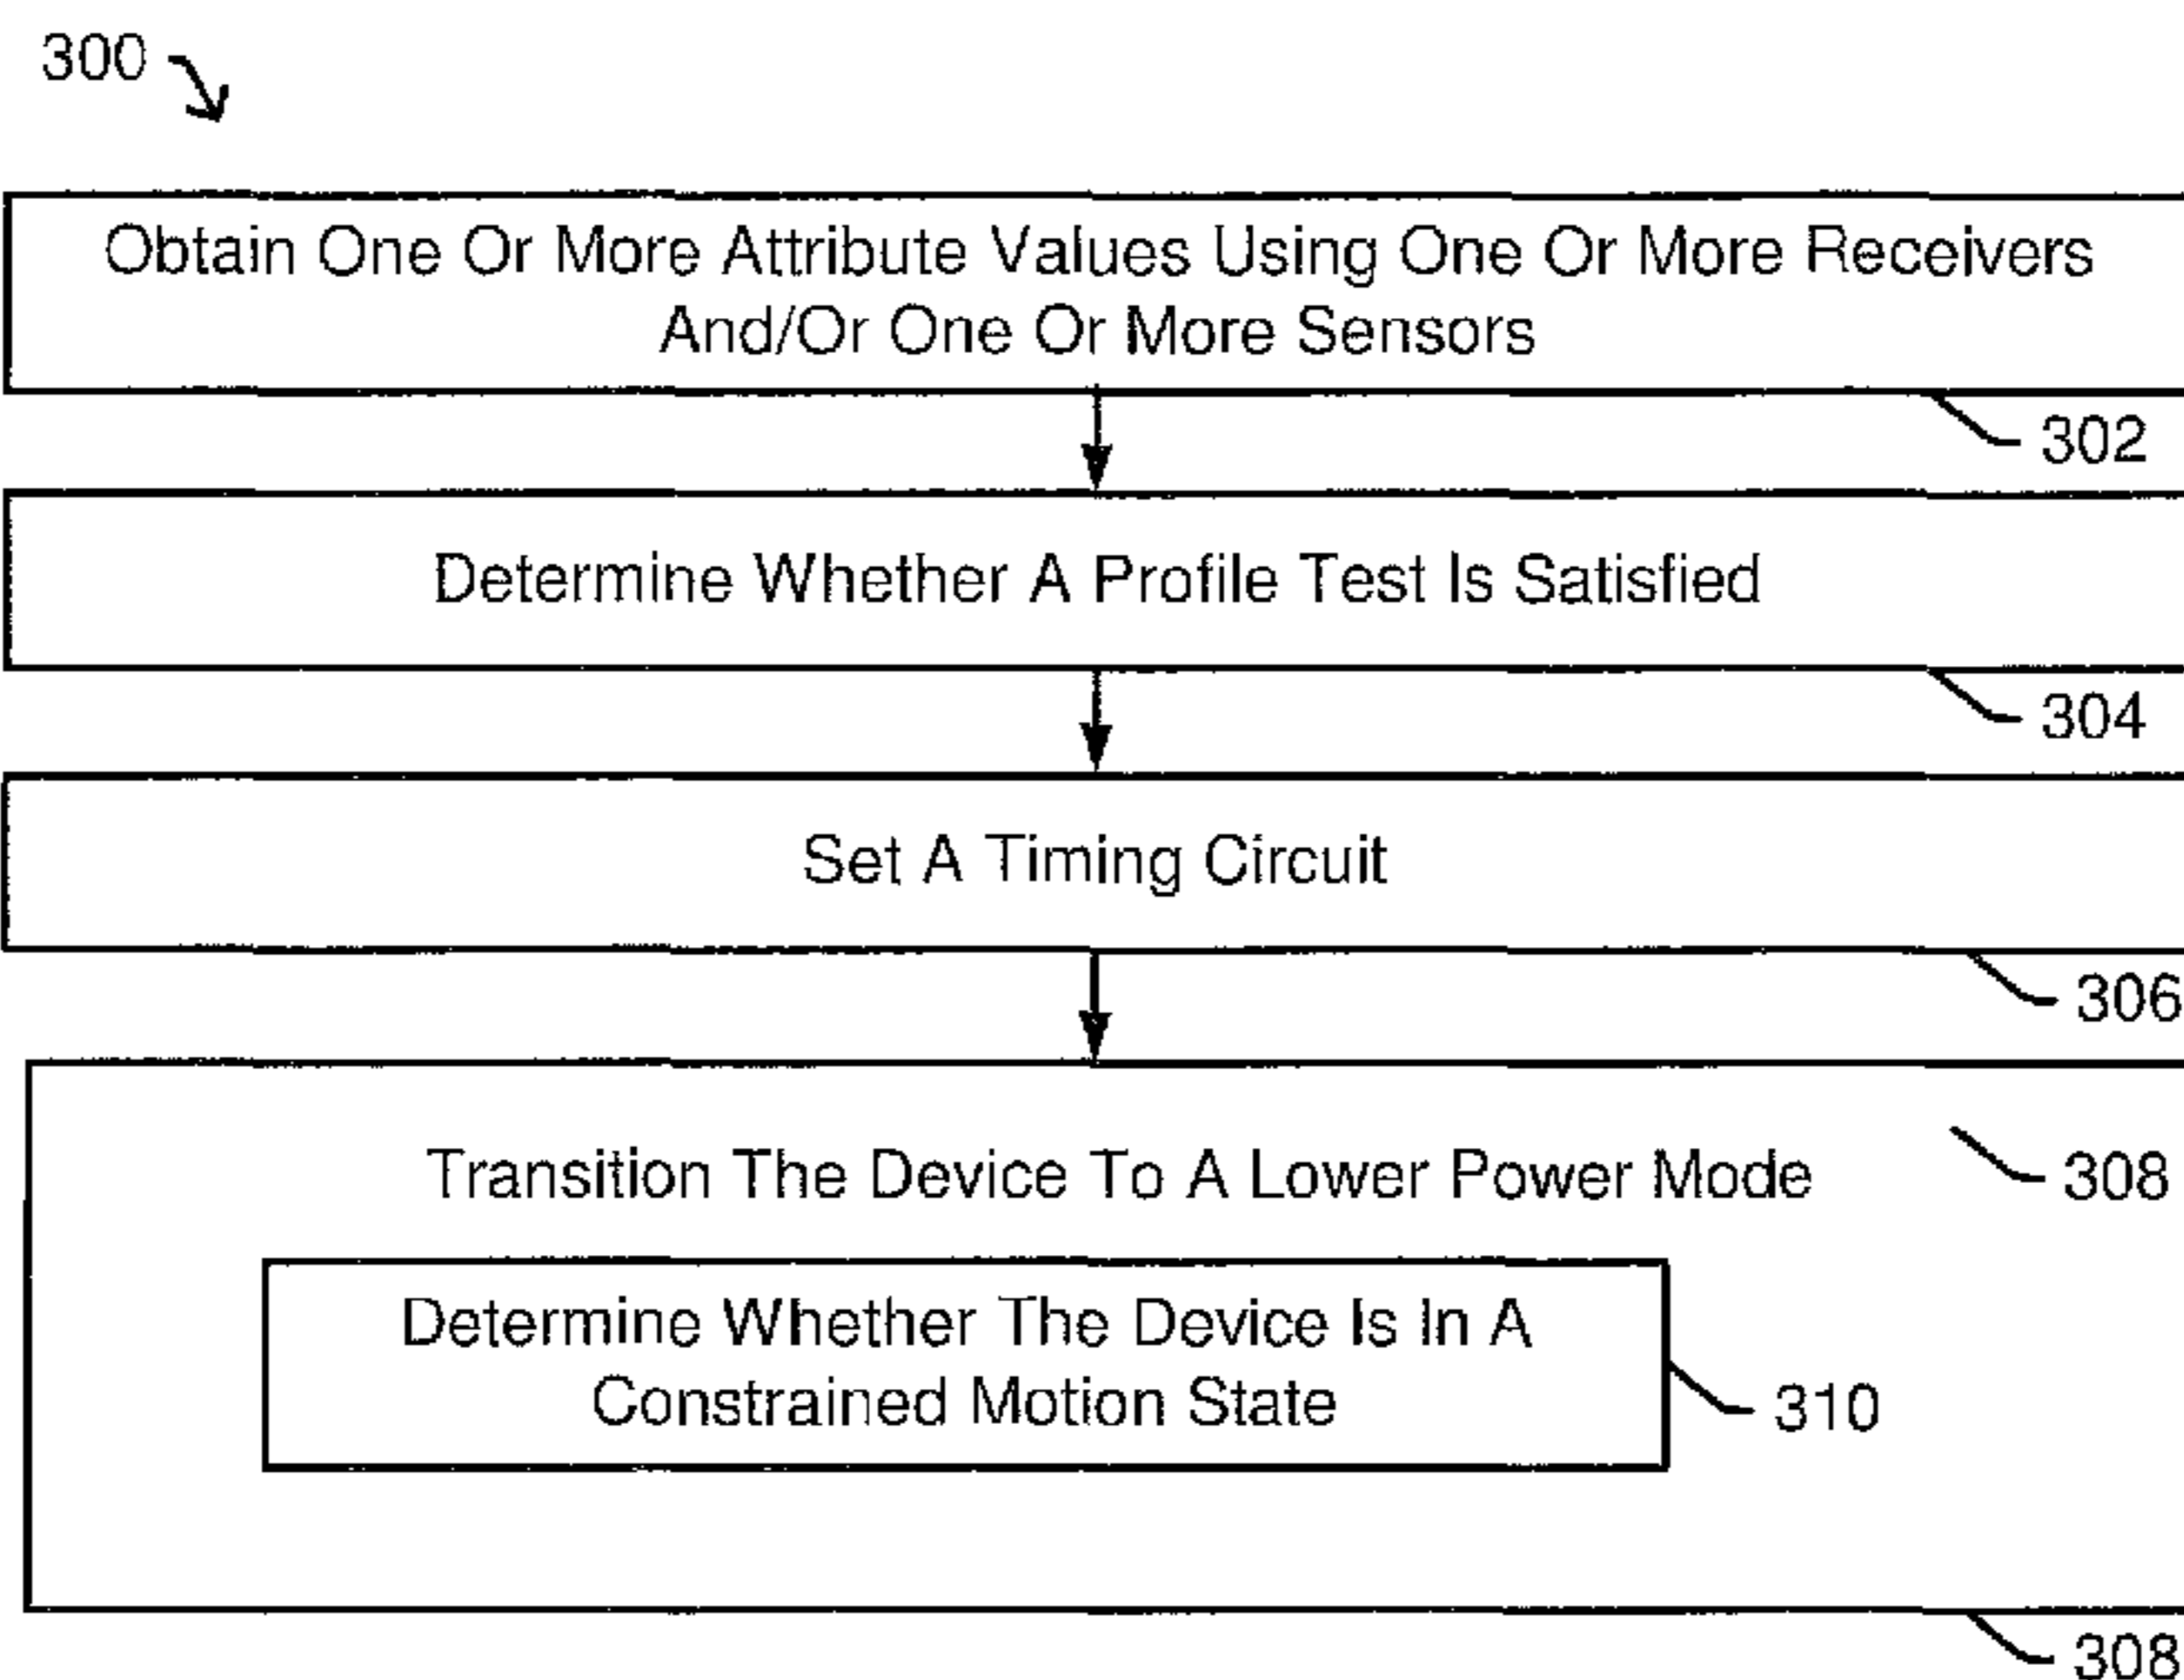 300
Obtain One Or More Attribute Values Using One Or More Receivers
And/Or One Or More Sensors
302
Determine Whether A Profile Test Is Satisfied
304
Set A Timing Circuit
306
Transition The Device To A Lower Power Mode
308
Determine Whether The Device Is In A
Constrained Motion State
310
308